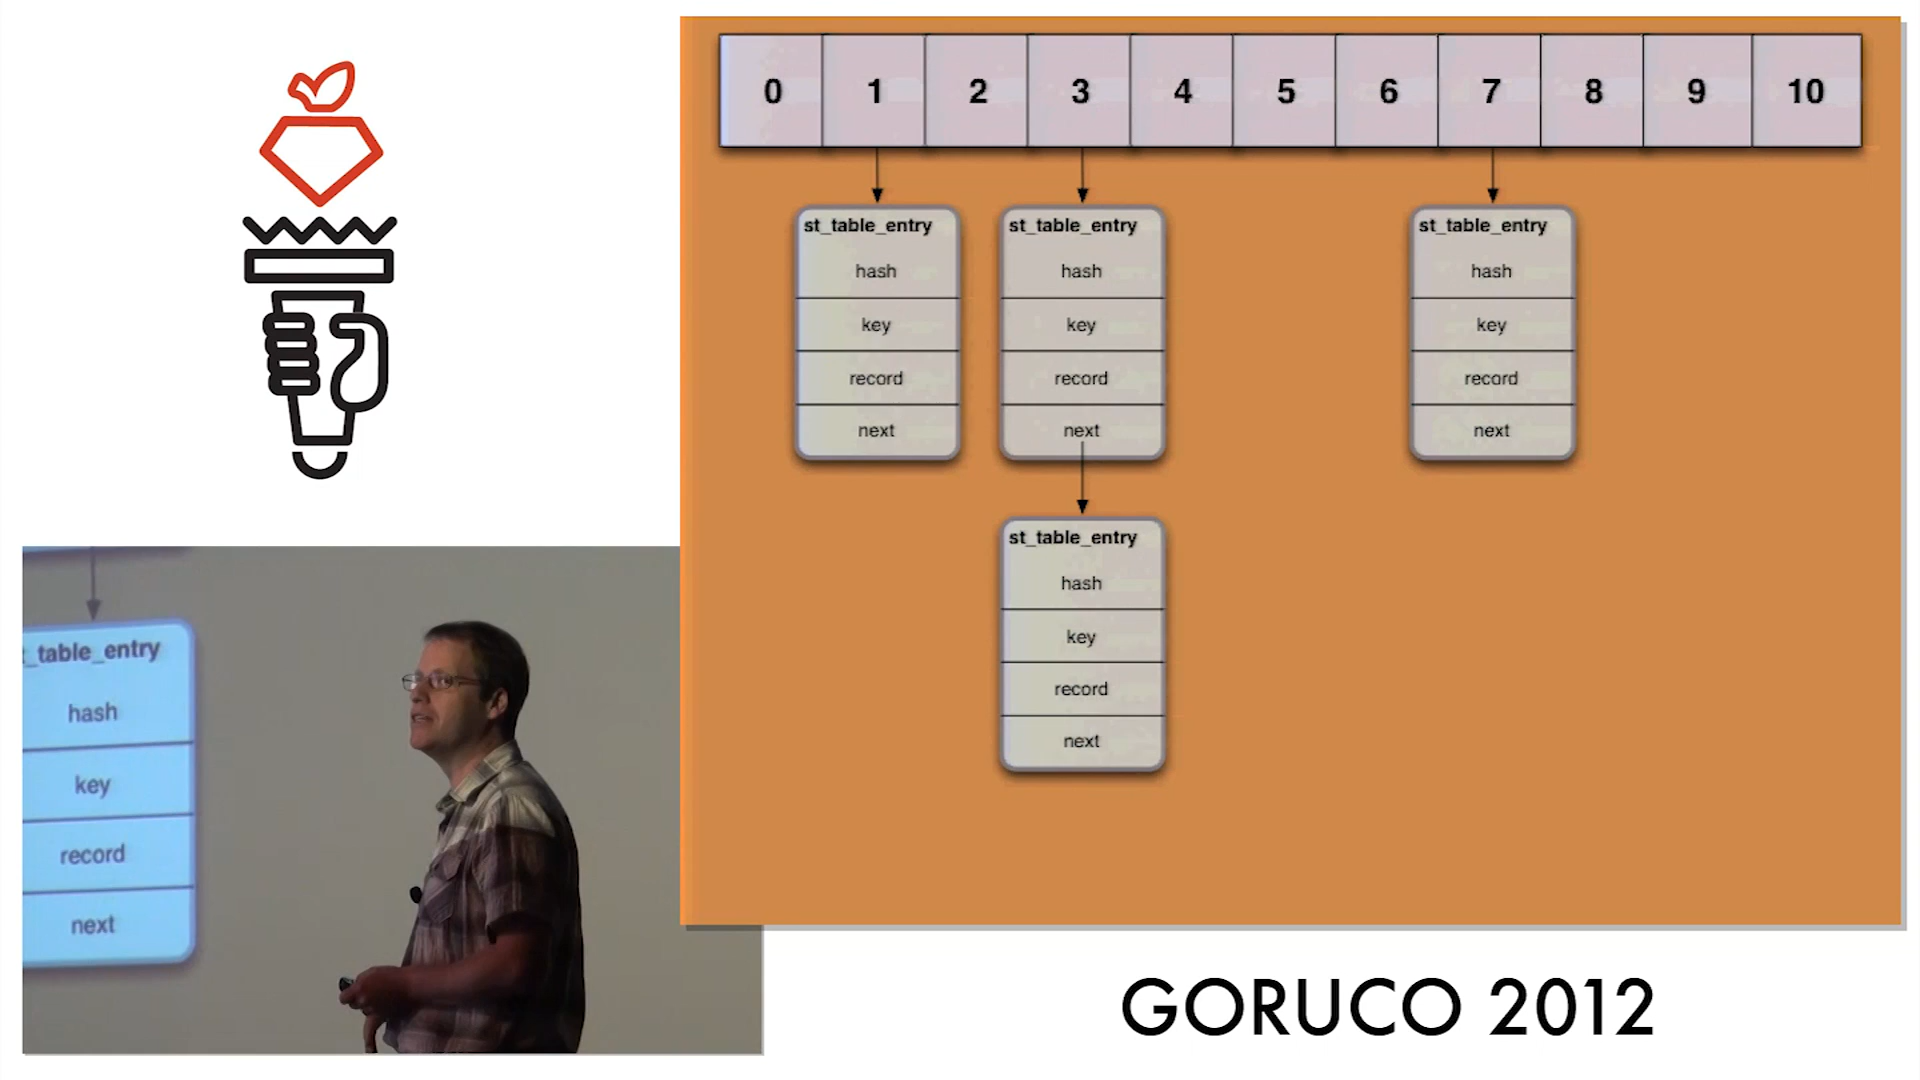 0 1 2 3 4 5 6 7 8 9 10
st_table_entry st_table_entry st_table_entry
hash hash hash
key key key
record record record
next next next
st_table_entry
hash
key
record
next
_table_entry
hash
key
record
next
GORUCO 2012